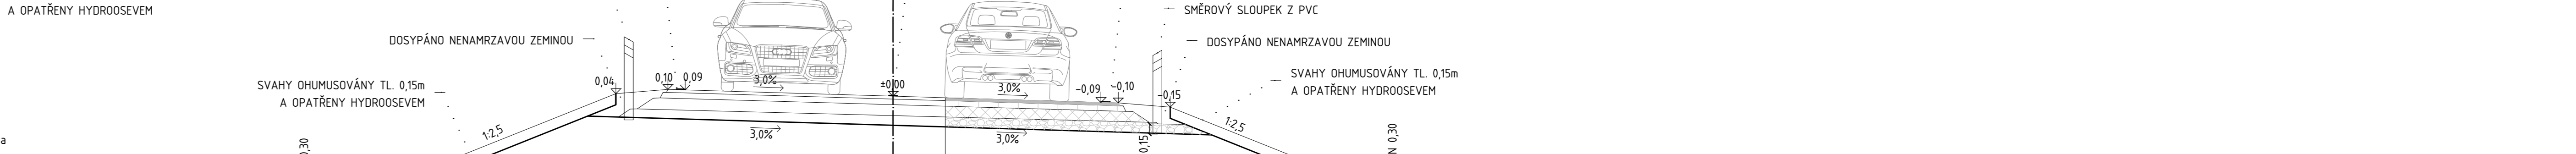 A OPATŘENY HYDROOSEVEM
SMĚROVÝ SLOUPEK Z PVC
DOSYPÁNO NENAMRZAVOU ZEMINOU
DOSYPÁNO NENAMRZAVOU ZEMINOU
SVAHY OHUMUSOVÁNY TL. 0,15m
A OPATŘENY HYDROOSEVEM
0,04
0,10
0,09
3,0%
±0,00
3,0%
-0,09
-0,10
-0,15
SVAHY OHUMUSOVÁNY TL. 0,15m
A OPATŘENY HYDROOSEVEM
1:2,5
3,0%
3,0%
0,15
1:2,5
a
0,30
N 0,30